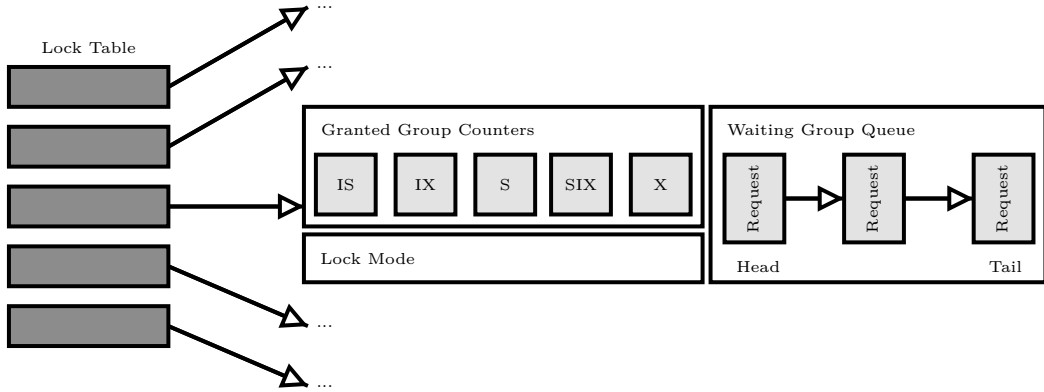 ...
Lock Table
...
Granted Group Counters
IS IX S SIX X
Lock Mode
Waiting Group Queue
Request Request Request
Head Tail
...
...